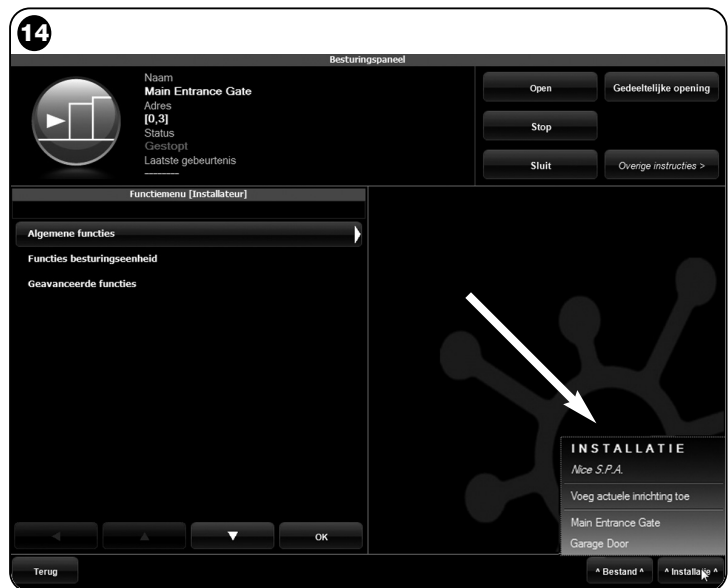 14
Besturingspaneel
Naam
Main Entrance Gate
Adres
[0,3]
Status
Gestopt
Laatste gebeurtenis
--------
Open
Gedeeltelijke opening
Stop
Sluit
Overige instructies >
Functiemenu [Installateur]
Algemene functies
Functies besturingseenheid
Geavanceerde functies
INSTALLATIE
Nice S.P.A.
Voeg actuele inrichting toe
Main Entrance Gate
Garage Door
OK
Terug
^ Bestand ^
^ Installatie ^